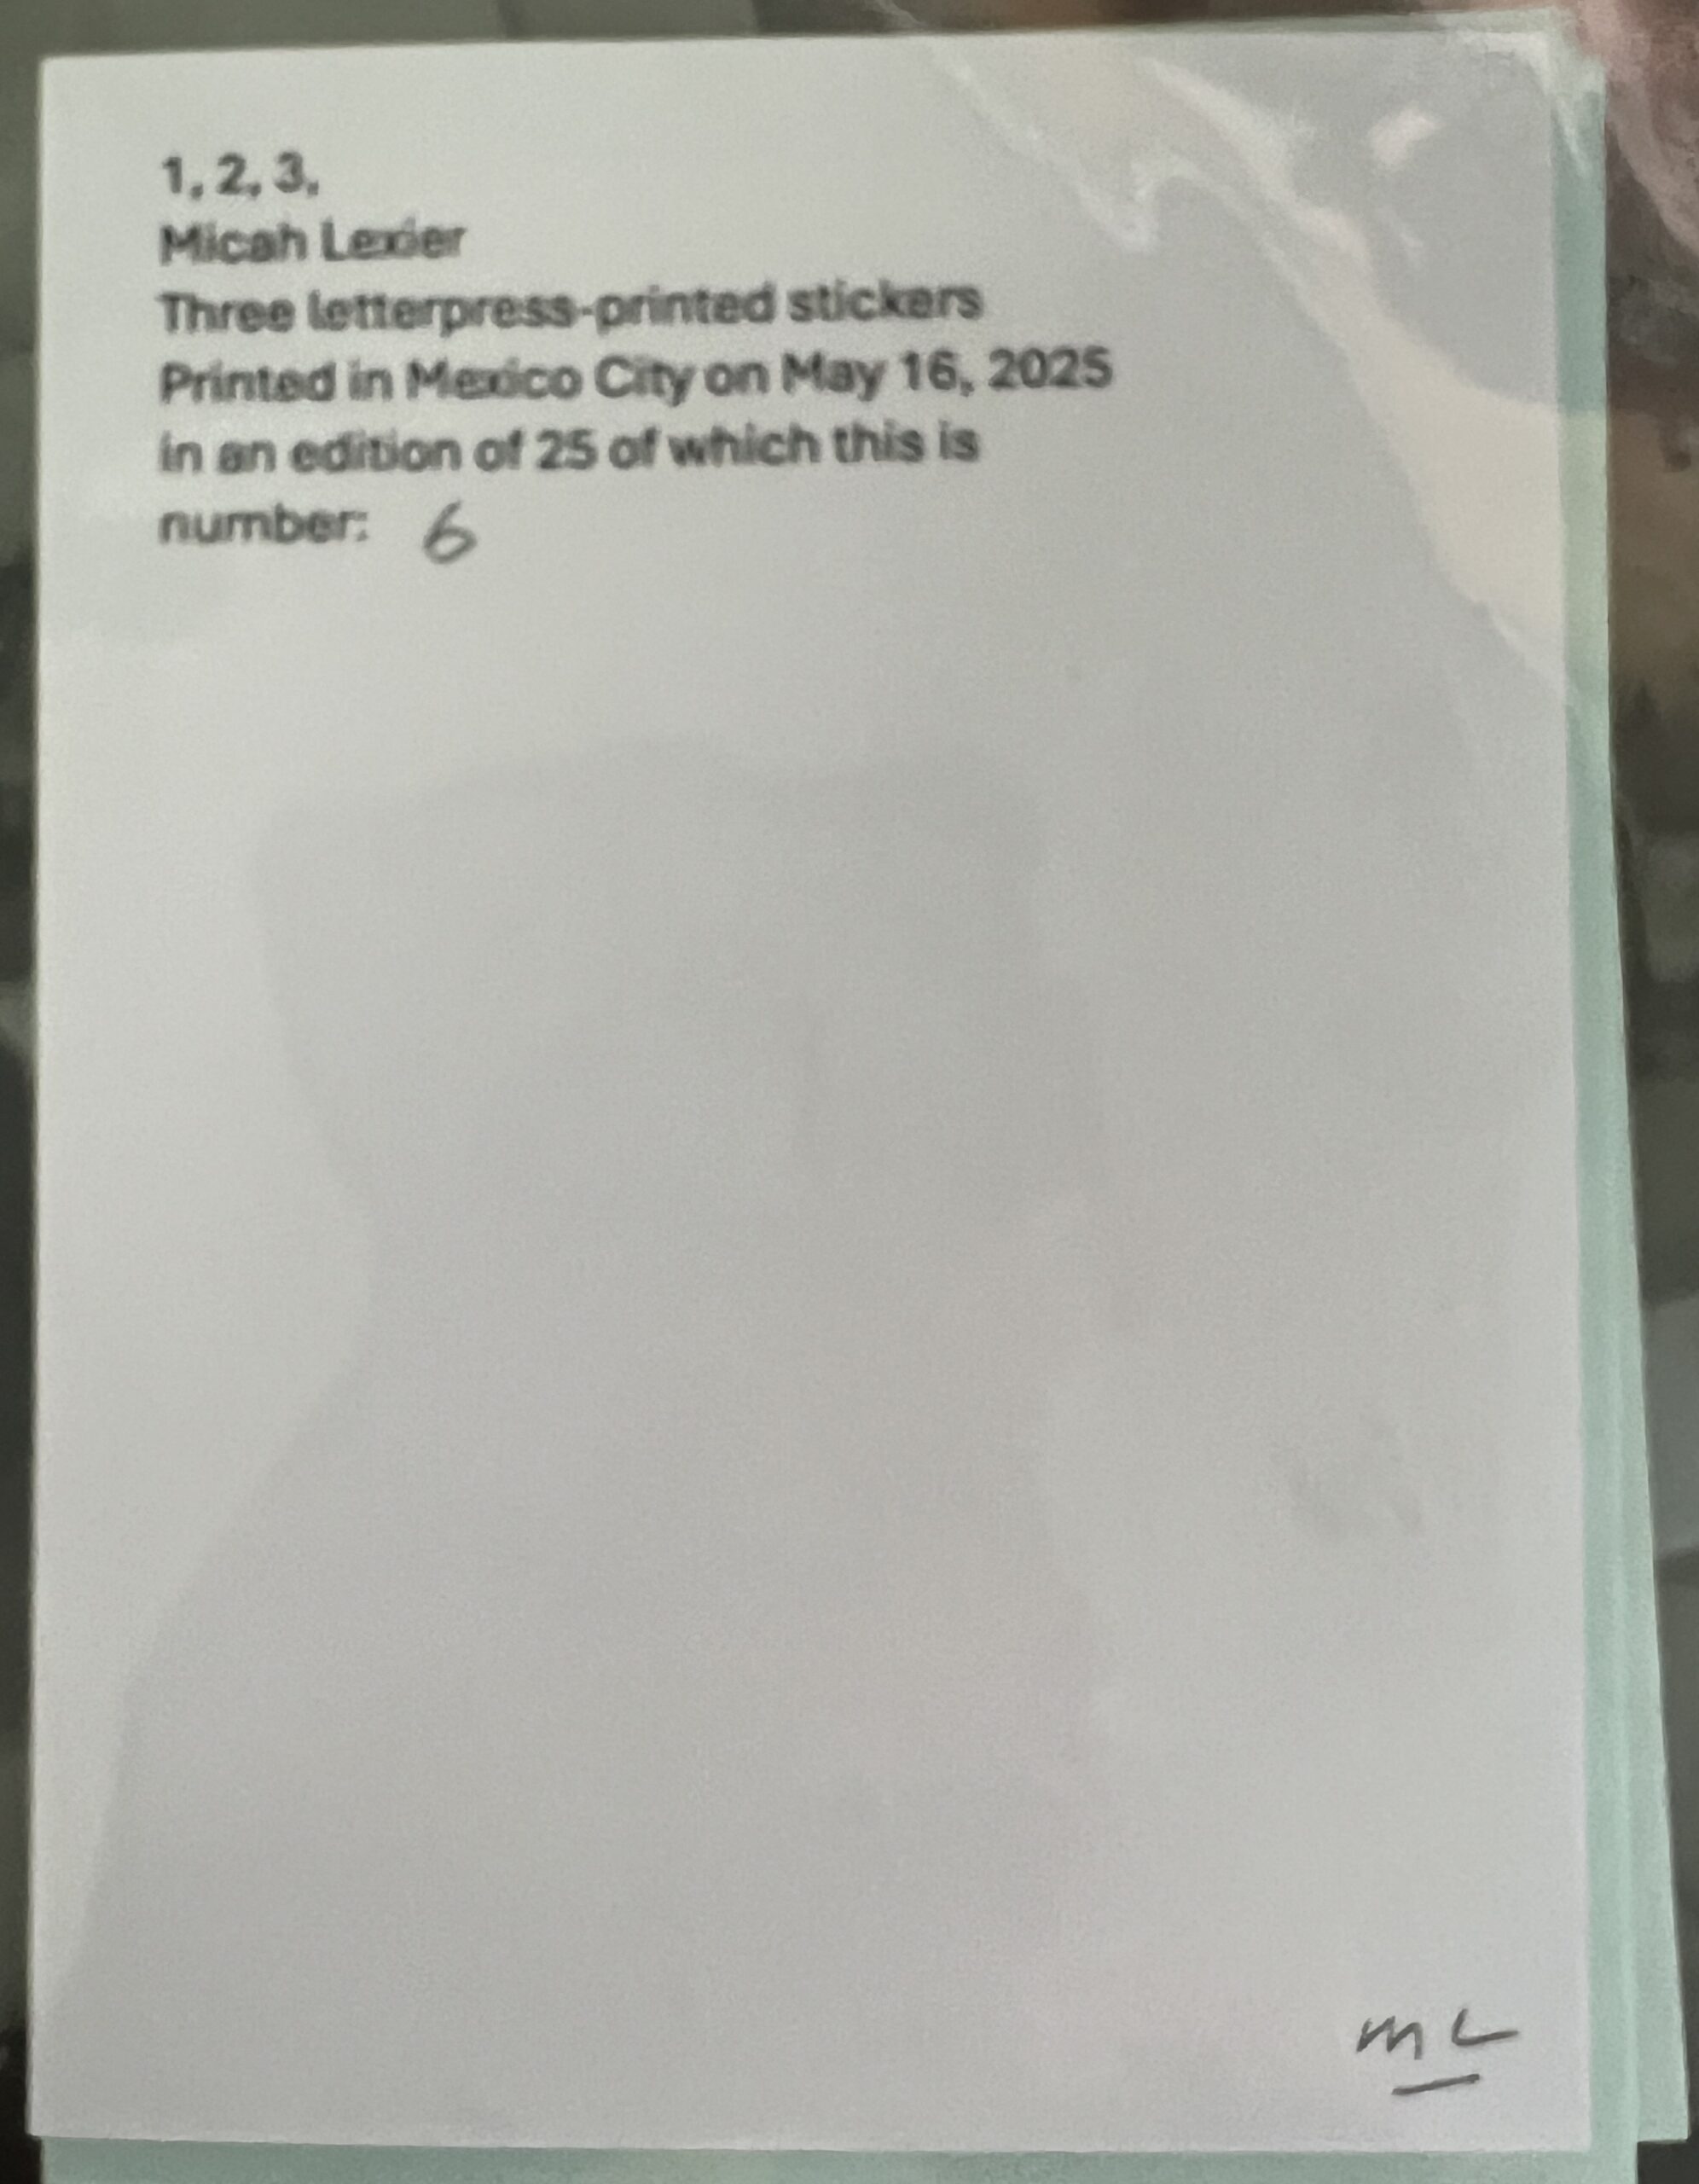 1, 2, 3,
Micah Lexier
Three letterpress-printed stickers
Printed in Mexico City on May 16, 2025
in an edition of 25 of which this is
number: 6
ML